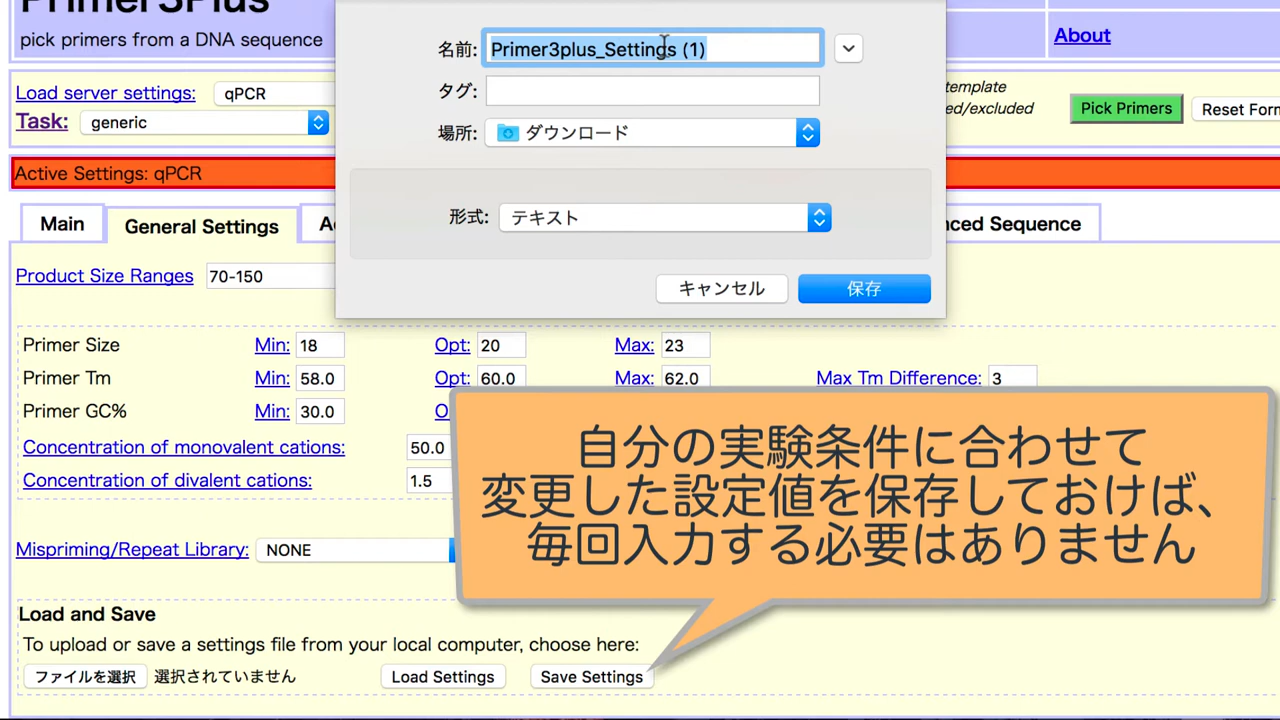 Primer3Plus
pick primers from a DNA sequence
About
名前: Primer3plus_Settings (1)
タグ:
場所: ダウンロード
形式: テキスト
キャンセル 保存
Load server settings: qPCR
Task: generic
template
ed/excluded
Pick Primers Reset Form
Active Settings: qPCR
Main General Settings nced Sequence
Product Size Ranges 70-150
Primer Size Min: 18 Opt: 20 Max: 23
Primer Tm Min: 58.0 Opt: 60.0 Max: 62.0 Max Tm Difference: 3
Primer GC% Min: 30.0
Concentration of monovalent cations: 50.0
Concentration of divalent cations: 1.5
自分の実験条件に合わせて
変更した設定値を保存しておけば、
毎回入力する必要はありません
Mispriming/Repeat Library: NONE
Load and Save
To upload or save a settings file from your local computer, choose here:
ファイルを選択 選択されていません Load Settings Save Settings